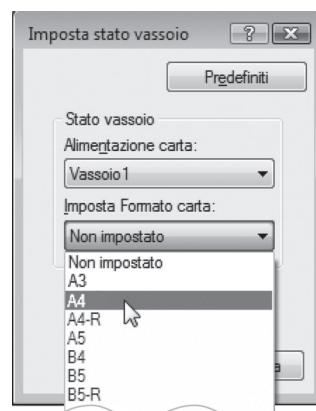 Imposta stato vassoio
Predefiniti
Stato vassoio
Alimentazione carta:
Vassoio1
Imposta Formato carta:
Non impostato
Non impostato
A3
A4
A4-R
A5
B4
B5
B5-R